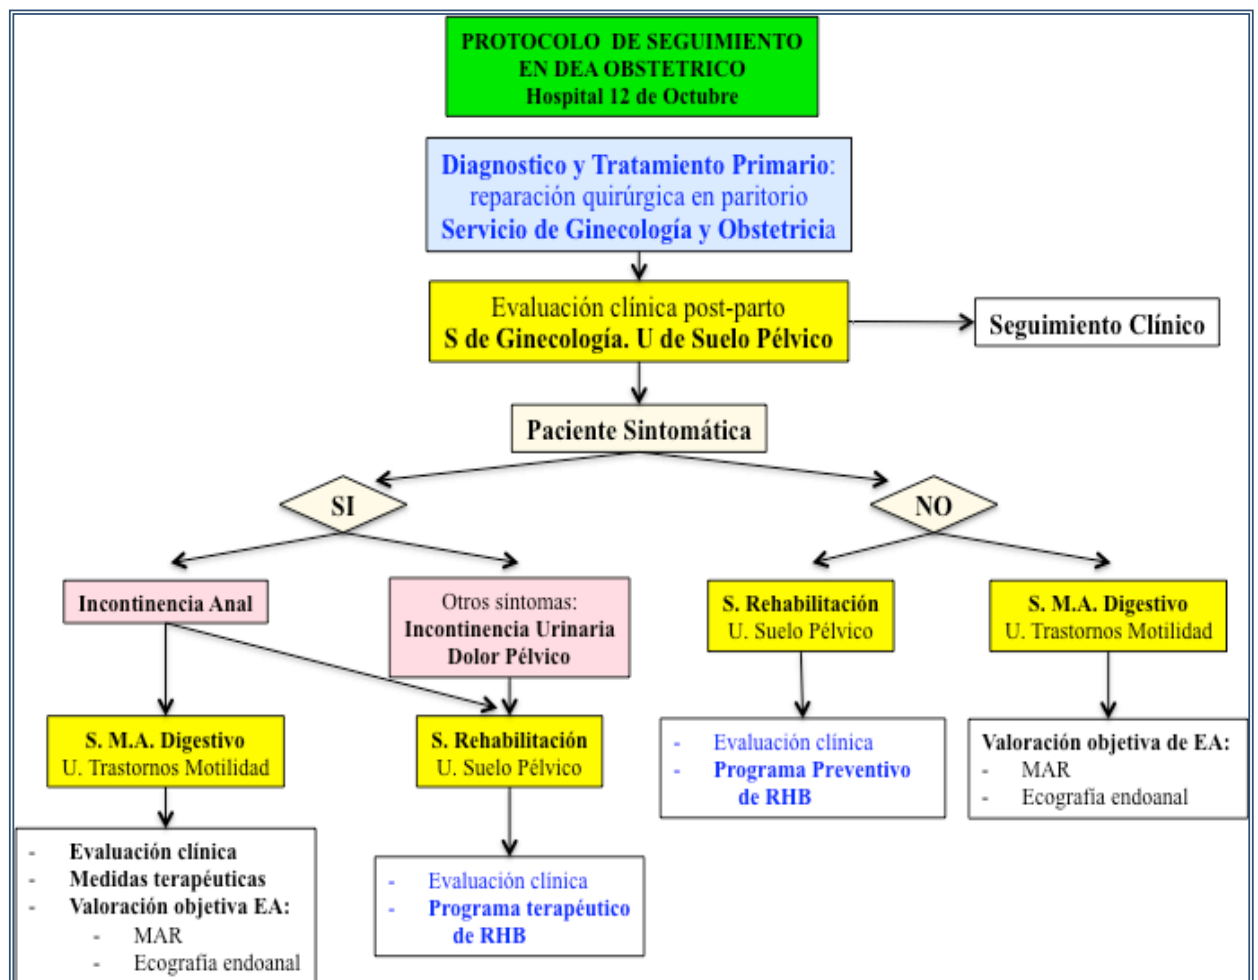 PROTOCOLO DE SEGUIMIENTO
EN DEA OBSTETRICO
Hospital 12 de Octubre
Diagnostico y Tratamiento Primario:
reparación quirúrgica en paritorio
Servicio de Ginecología y Obstetricia
Evaluación clínica post-parto
S de Ginecología. U de Suelo Pélvico
Seguimiento Clínico
Paciente Sintomática
SI
NO
Incontinencia Anal
Otros síntomas:
Incontinencia Urinaria
Dolor Pélvico
S. Rehabilitación
U. Suelo Pélvico
S. M.A. Digestivo
U. Trastornos Motilidad
S. M.A. Digestivo
U. Trastornos Motilidad
S. Rehabilitación
U. Suelo Pélvico
- Evaluación clínica
- Programa Preventivo
de RHB
Valoración objetiva de EA:
- MAR
- Ecografía endoanal
- Evaluación clínica
- Medidas terapéuticas
- Valoración objetiva EA:
- MAR
- Ecografía endoanal
- Evaluación clínica
- Programa terapéutico
de RHB